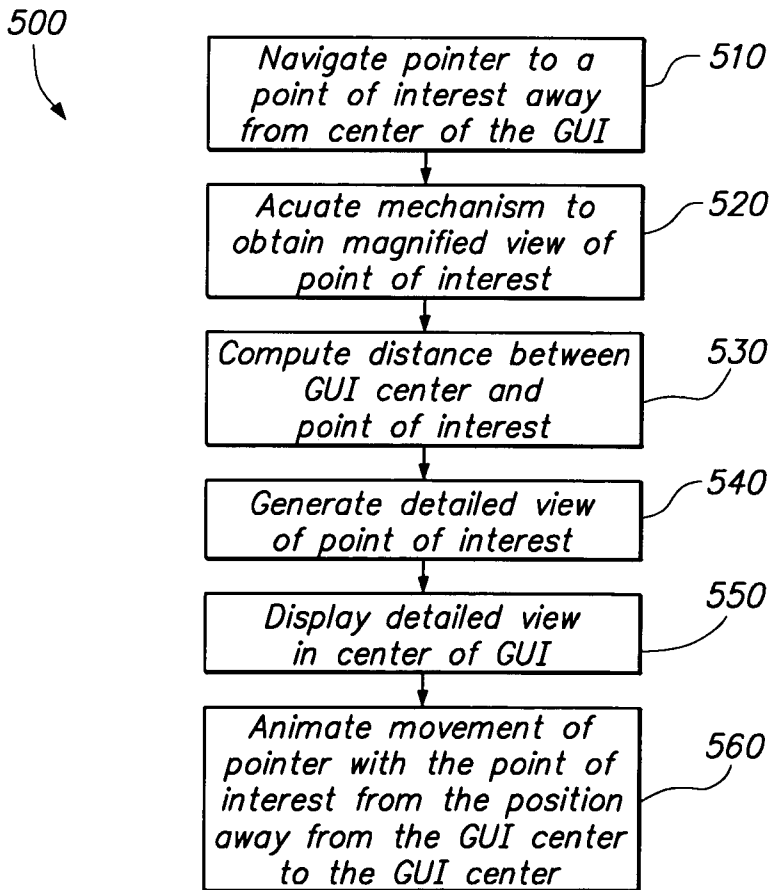 500
Navigate pointer to a
point of interest away
from center of the GUI
510
Acuate mechanism to
obtain magnified view of
point of interest
520
Compute distance between
GUI center and
point of interest
530
Generate detailed view
of point of interest
540
Display detailed view
in center of GUI
550
Animate movement of
pointer with the point of
interest from the position
away from the GUI center
to the GUI center
560